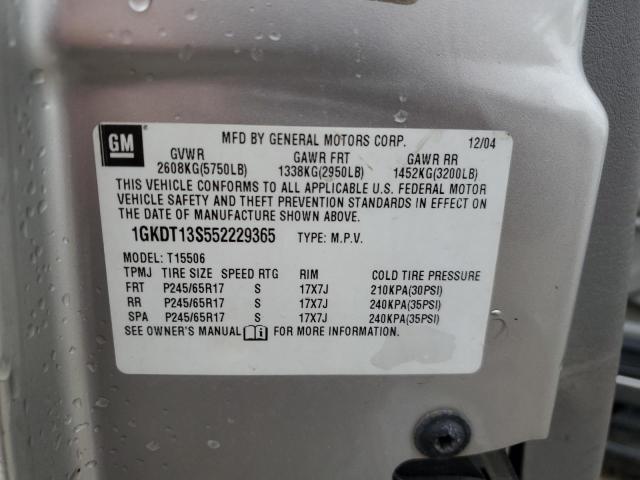 GM
MFD BY GENERAL MOTORS CORP. 12/04
GVWR GAWR FRT GAWR RR
2608KG(5750LB) 1338KG(2950LB) 1452KG(3200LB)
THIS VEHICLE CONFORMS TO ALL APPLICABLE U.S. FEDERAL MOTOR
VEHICLE SAFETY AND THEFT PREVENTION STANDARDS IN EFFECT ON
THE DATE OF MANUFACTURE SHOWN ABOVE.
1GKDT13S552229365 TYPE: M.P.V.
MODEL: T15506
TPMJ TIRE SIZE SPEED RTG RIM COLD TIRE PRESSURE
FRT P245/65R17 S 17X7J 210KPA(30PSI)
RR P245/65R17 S 17X7J 240KPA(35PSI)
SPA P245/65R17 S 17X7J 240KPA(35PSI)
SEE OWNER'S MANUAL FOR MORE INFORMATION.